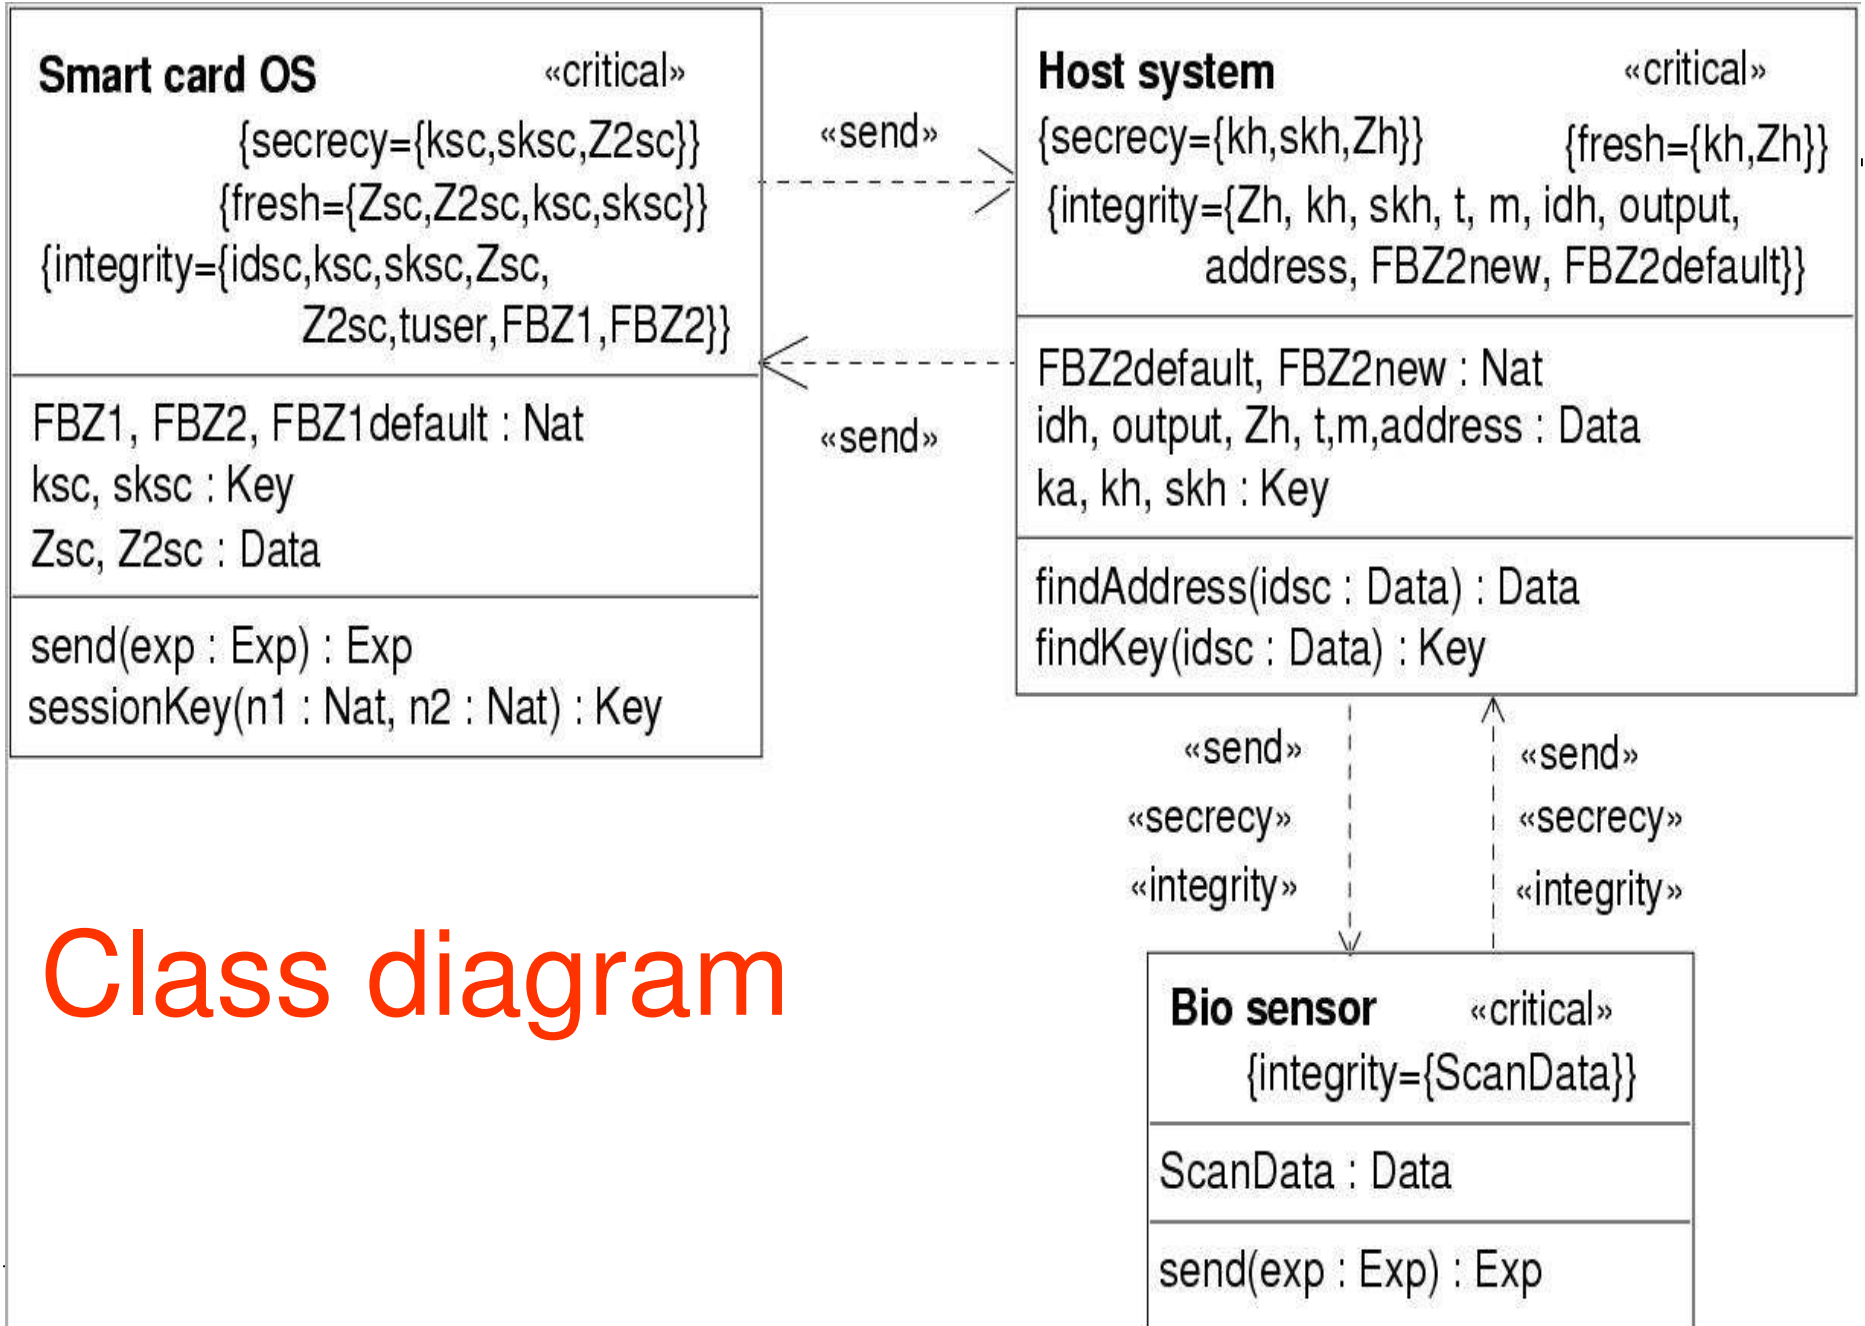 Smart card OS «critical»
{secrecy={ksc,sksc,Z2sc}}
{fresh={Zsc,Z2sc,ksc,sksc}}
{integrity={idsc,ksc,sksc,Zsc,
Z2sc,tuser,FBZ1,FBZ2}}
FBZ1, FBZ2, FBZ1default : Nat
ksc, sksc : Key
Zsc, Z2sc : Data
send(exp : Exp) : Exp
sessionKey(n1 : Nat, n2 : Nat) : Key
«send»
«send»
Host system «critical»
{secrecy={kh,skh,Zh}} {fresh={kh,Zh}}
{integrity={Zh, kh, skh, t, m, idh, output,
address, FBZ2new, FBZ2default}}
FBZ2default, FBZ2new : Nat
idh, output, Zh, t,m,address : Data
ka, kh, skh : Key
findAddress(idsc : Data) : Data
findKey(idsc : Data) : Key
«send»
«secrecy»
«integrity»
«send»
«secrecy»
«integrity»
Class diagram
Bio sensor «critical»
{integrity={ScanData}}
ScanData : Data
send(exp : Exp) : Exp